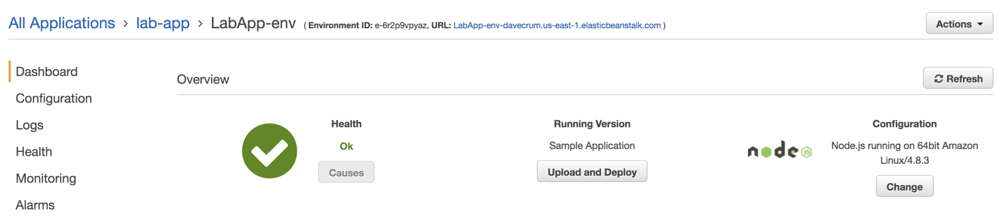 All Applications > lab-app > LabApp-env ( Environment ID: e-6r2p9vpyaz, URL: LabApp-env-davecrum.us-east-1.elasticbeanstalk.com )
Actions
Dashboard
Configuration
Logs
Health
Monitoring
Alarms
Overview
Refresh
Health
Ok
Causes
Running Version
Sample Application
Upload and Deploy
node JS
Configuration
Node.js running on 64bit Amazon
Linux/4.8.3
Change